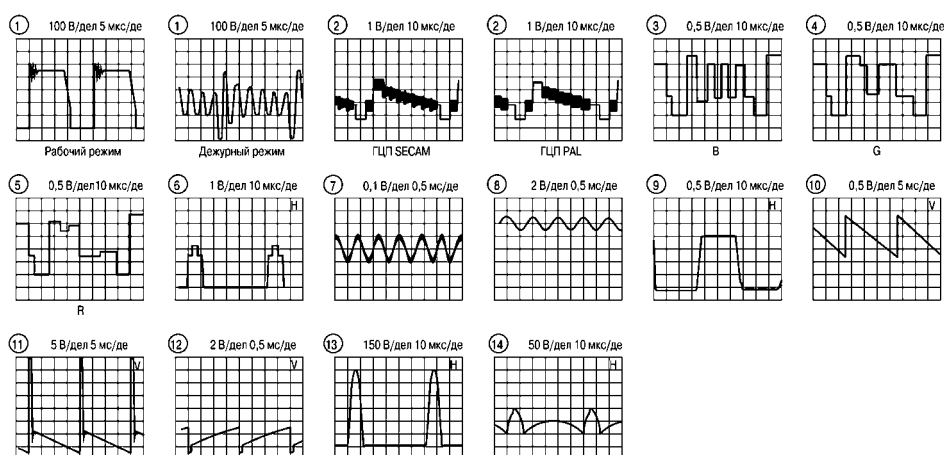 1 100 В/дел 5 мкс/де
1 100 В/дел 5 мкс/де
2 1 В/дел 10 мкс/де
2 1 В/дел 10 мкс/де
3 0,5 В/дел 10 мкс/де
4 0,5 В/дел 10 мкс/де
Рабочий режим
Дежурный режим
ГЦП SECAM
ГЦП PAL
B
G
5 0,5 В/дел 10 мкс/де
6 1 В/дел 10 мкс/де
7 0,1 В/дел 0,5 мс/де
8 2 В/дел 0,5 мс/де
9 0,5 В/дел 10 мкс/де
10 0,5 В/дел 5 мс/де
H
H
V
R
11 5 В/дел 5 мс/де
12 2 В/дел 0,5 мс/де
13 150 В/дел 10 мкс/де
14 50 В/дел 10 мкс/де
V
V
H
H